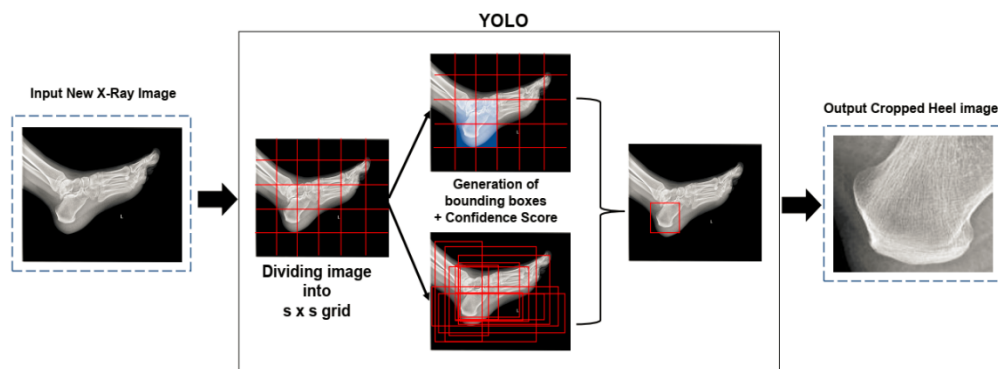 YOLO
Input New X-Ray Image
Dividing image
into
s x s grid
Generation of
bounding boxes
+ Confidence Score
Output Cropped Heel image
L
L
L
L
L